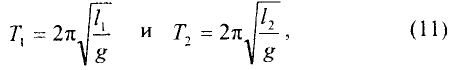 T₁ = 2π√(l₁/g) и T₂ = 2π√(l₂/g), (11)